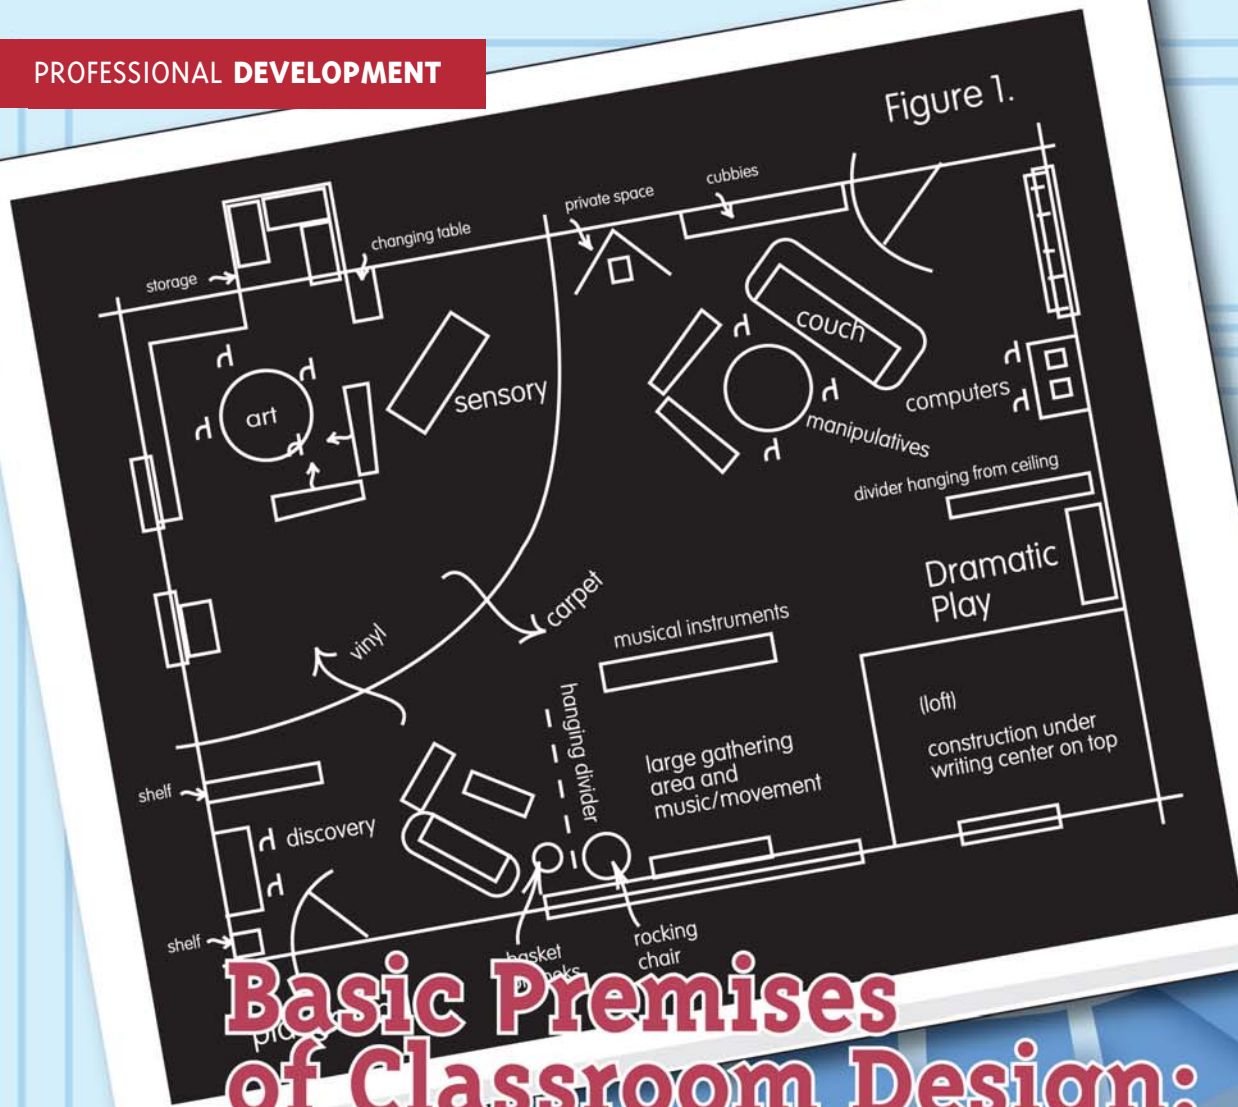 PROFESSIONAL DEVELOPMENT
Figure 1.
cubbies
private space
changing table
storage
couch
sensory
art
computers
manipulatives
divider hanging from ceiling
Dramatic
Play
carpet
vinyl
musical instruments
hanging divider
(loft)
construction under
writing center on top
large gathering
area and
music/movement
shelf
discovery
shelf
rocking
chair
basket
Basic Premises
of Classroom Design: